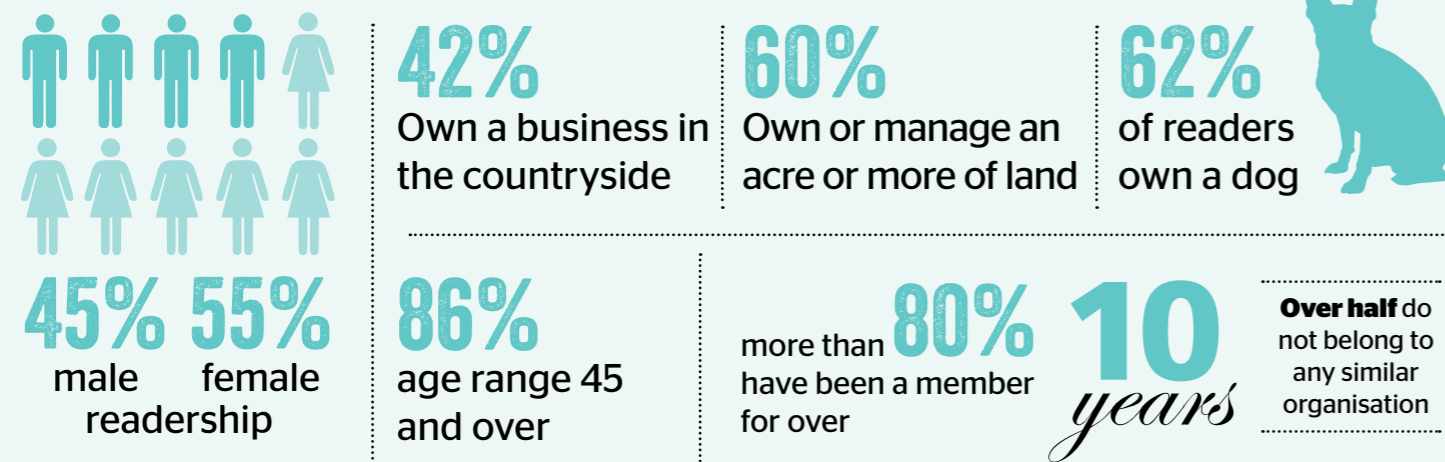 45% 55%
male female
readership
42%
Own a business in
the countryside
60%
Own or manage an
acre or more of land
62%
of readers
own a dog
86%
age range 45
and over
more than 80%
have been a member
for over
10
years
Over half do
not belong to
any similar
organisation